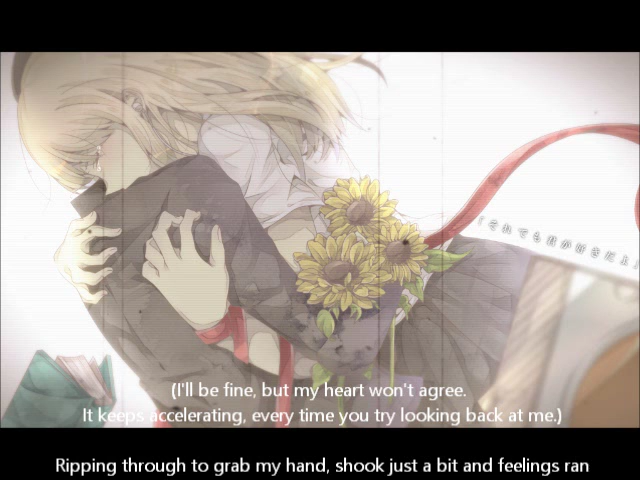 「それでも君が好きだよ」
(I'll be fine, but my heart won't agree.
It keeps accelerating, every time you try looking back at me.)
Ripping through to grab my hand, shook just a bit and feelings ran